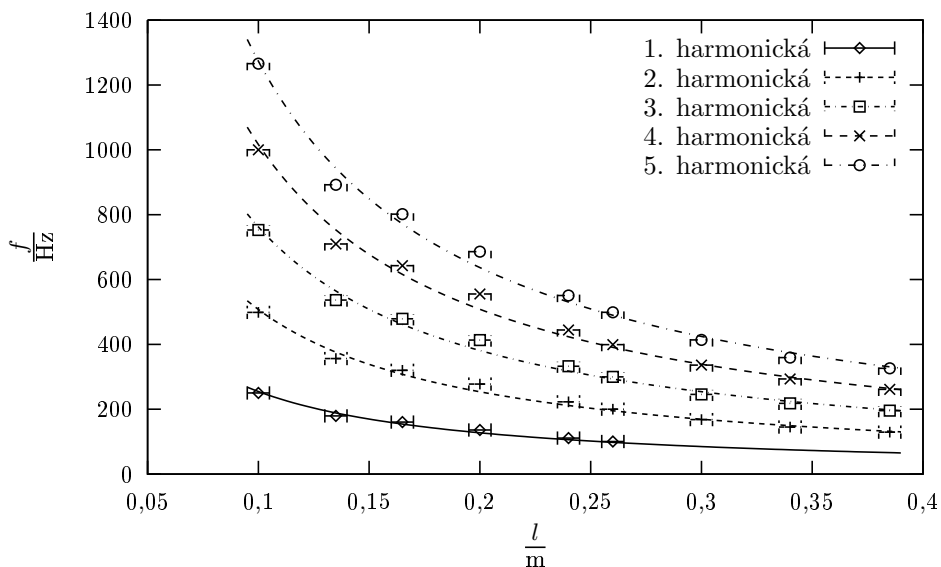 1400
1200
1000
800
600
400
200
0
f
Hz
0,05 0,1 0,15 0,2 0,25 0,3 0,35 0,4
l
m
1. harmonická
2. harmonická
3. harmonická
4. harmonická
5. harmonická